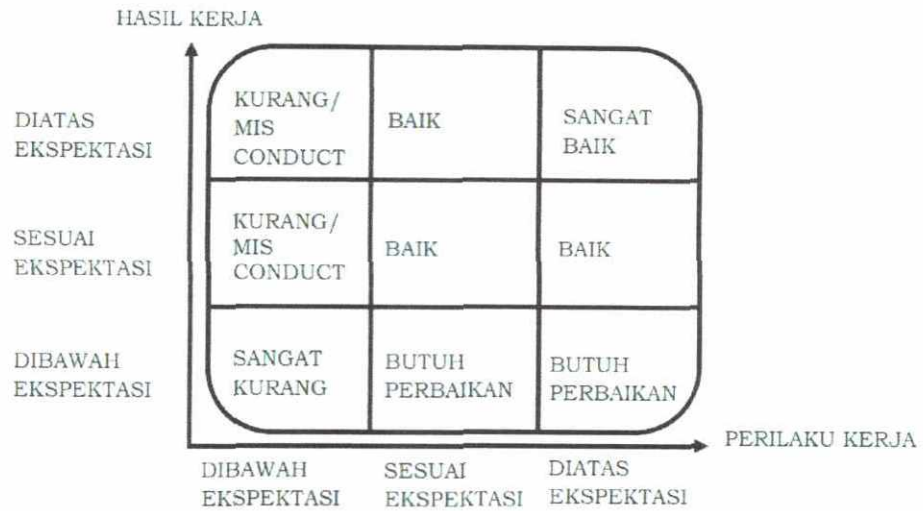 HASIL KERJA
DIATAS
EKSPEKTASI
KURANG/
MIS
CONDUCT
BAIK
SANGAT
BAIK
SESUAI
EKSPEKTASI
KURANG/
MIS
CONDUCT
BAIK
BAIK
DIBAWAH
EKSPEKTASI
SANGAT
KURANG
BUTUH
PERBAIKAN
BUTUH
PERBAIKAN
PERILAKU KERJA
DIBAWAH
EKSPEKTASI
SESUAI
EKSPEKTASI
DIATAS
EKSPEKTASI